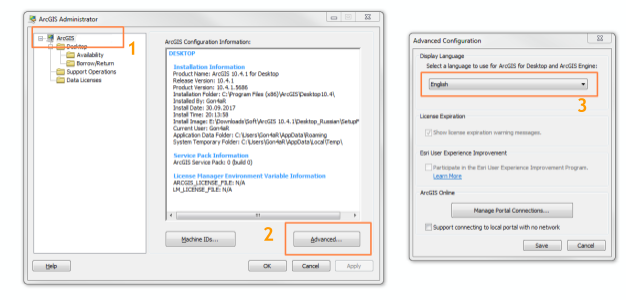 ArcGIS Administrator
ArcGIS
Desktop
Availability
Borrow/Return
Support Operations
Data Licenses
1
ArcGIS Configuration Information:
DESKTOP
Installation Information
Product Name: ArcGIS 10.4.1 for Desktop
Release Version: 10.4.1
Product Version: 10.4.1.5686
Installation Folder: C:\Program Files (x86)\ArcGIS\Desktop10.4\
Installed By: Gon4aR
Install Date: 30.09.2017
Install Time: 20:13:58
Install Image: E:\Downloads\Soft\ArcGIS 10.4.1\Desktop_Russian\SetupF
Current User: Gon4aR
Application Data Folder: C:\Users\Gon4aR\AppData\Roaming
System Temporary Folder: C:\Users\Gon4aR\AppData\Local\Temp\
Service Pack Information
ArcGIS Service Pack: 0 (build 0)
License Manager Environment Variable Information
ARCGIS_LICENSE_FILE: N/A
LM_LICENSE_FILE: N/A
2
Machine IDs...
Advanced...
Help
OK
Cancel
Apply
Advanced Configuration
Display Language
Select a language to use for ArcGIS for Desktop and ArcGIS Engine:
English
3
License Expiration
Show license expiration warning messages.
Esri User Experience Improvement
Participate in the Esri User Experience Improvement Program.
Learn More
ArcGIS Online
Manage Portal Connections...
Support connecting to local portal with no network
Save
Cancel